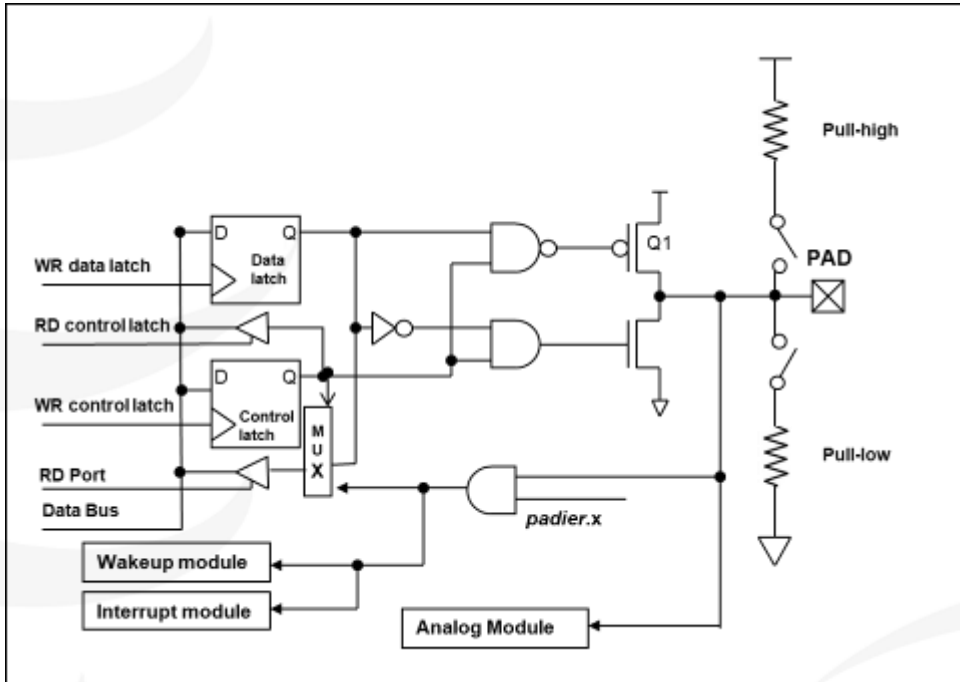 Pull-high
Q1
PAD
D Q
Data
latch
WR data latch
RD control latch
D Q
WR control latch
Control
latch
M
U
X
Pull-low
RD Port
padier.x
Data Bus
Wakeup module
Interrupt module
Analog Module